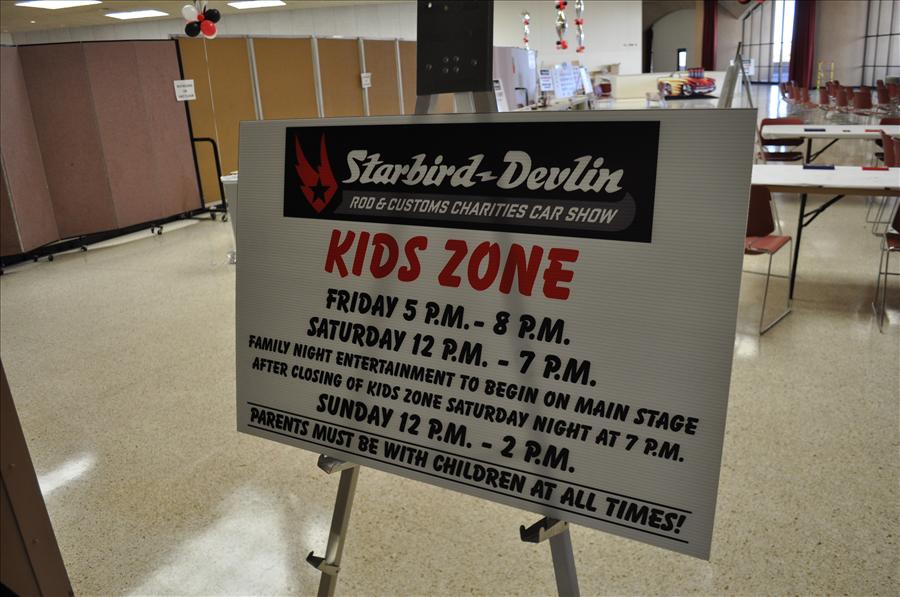 Starbird-Devlin
ROD & CUSTOMS CHARITIES CAR SHOW
KIDS ZONE
FRIDAY 5 P.M. - 8 P.M.
SATURDAY 12 P.M. - 7 P.M.
FAMILY NIGHT ENTERTAINMENT TO BEGIN ON MAIN STAGE
AFTER CLOSING OF KIDS ZONE SATURDAY NIGHT AT 7 P.M.
SUNDAY 12 P.M. - 2 P.M.
PARENTS MUST BE WITH CHILDREN AT ALL TIMES!